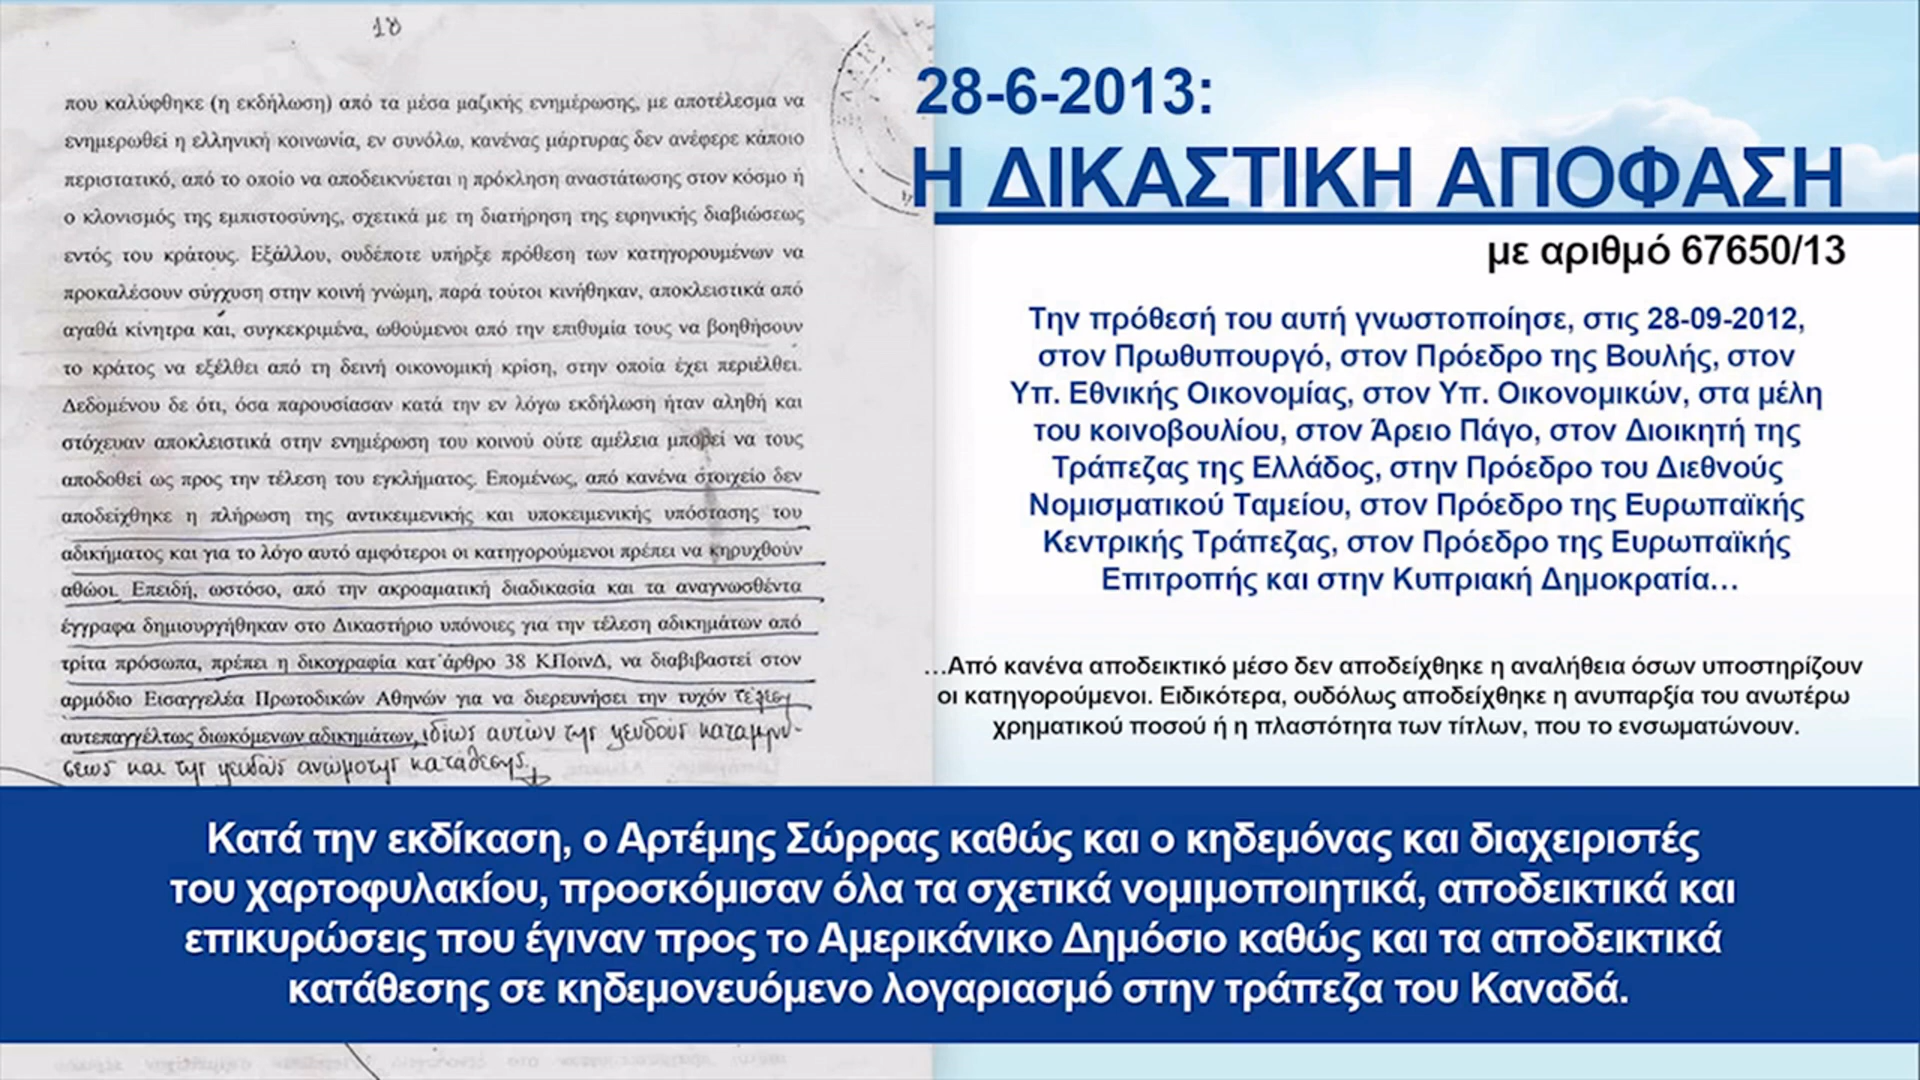 18
που καλύφθηκε (η εκδήλωση) από τα μέσα μαζικής ενημέρωσης, με αποτέλεσμα να
ενημερωθεί η ελληνική κοινωνία, εν συνόλω, κανένας μάρτυρας δεν ανέφερε κάποιο
περιστατικό, από το οποίο να αποδεικνύεται η πρόκληση αναστάτωσης στον κόσμο ή
ο κλονισμός της εμπιστοσύνης, σχετικά με τη διατήρηση της ειρηνικής διαβιώσεως
εντός του κράτους. Εξάλλου, ουδέποτε υπήρξε πρόθεση των κατηγορουμένων να
προκαλέσουν σύγχυση στην κοινή γνώμη, παρά τούτοι κινήθηκαν, αποκλειστικά από
αγαθά κίνητρα και, συγκεκριμένα, ωθούμενοι από την επιθυμία τους να βοηθήσουν
το κράτος να εξέλθει από τη δεινή οικονομική κρίση, στην οποία έχει περιέλθει.
Δεδομένου δε ότι, όσα παρουσίασαν κατά την εν λόγω εκδήλωση ήταν αληθή και
στόχευαν αποκλειστικά στην ενημέρωση του κοινού ούτε αμέλεια μπορεί να τους
αποδοθεί ως προς την τέλεση του εγκλήματος. Επομένως, από κανένα στοιχείο δεν
αποδείχθηκε η πλήρωση της αντικειμενικής και υποκειμενικής υπόστασης του
αδικήματος και για το λόγο αυτό αμφότεροι οι κατηγορούμενοι πρέπει να κηρυχθούν
αθώοι. Επειδή, ωστόσο, από την ακροαματική διαδικασία και τα αναγνωσθέντα
έγγραφα δημιουργήθηκαν στο Δικαστήριο υπόνοιες για την τέλεση αδικημάτων από
τρίτα πρόσωπα, πρέπει η δικογραφία κατ΄άρθρο 38 ΚΠοινΔ, να διαβιβαστεί στον
αρμόδιο Εισαγγελέα Πρωτοδικών Αθηνών για να διερευνήσει την τυχόν τέλεση
αυτεπαγγέλτως διωκόμενων αδικημάτων, ιδίως αυτών της ψευδούς καταμηνύ-
σεως και της ψευδούς ανώμοτης κατάθεσης.
28-6-2013:
Η ΔΙΚΑΣΤΙΚΗ ΑΠΟΦΑΣΗ
με αριθμό 67650/13
Την πρόθεσή του αυτή γνωστοποίησε, στις 28-09-2012,
στον Πρωθυπουργό, στον Πρόεδρο της Βουλής, στον
Υπ. Εθνικής Οικονομίας, στον Υπ. Οικονομικών, στα μέλη
του κοινοβουλίου, στον Άρειο Πάγο, στον Διοικητή της
Τράπεζας της Ελλάδος, στην Πρόεδρο του Διεθνούς
Νομισματικού Ταμείου, στον Πρόεδρο της Ευρωπαϊκής
Κεντρικής Τράπεζας, στον Πρόεδρο της Ευρωπαϊκής
Επιτροπής και στην Κυπριακή Δημοκρατία...
...Από κανένα αποδεικτικό μέσο δεν αποδείχθηκε η αναλήθεια όσων υποστηρίζουν
οι κατηγορούμενοι. Ειδικότερα, ουδόλως αποδείχθηκε η ανυπαρξία του ανωτέρω
χρηματικού ποσού ή η πλαστότητα των τίτλων, που το ενσωματώνουν.
Κατά την εκδίκαση, ο Αρτέμης Σώρρας καθώς και ο κηδεμόνας και διαχειριστές
του χαρτοφυλακίου, προσκόμισαν όλα τα σχετικά νομιμοποιητικά, αποδεικτικά και
επικυρώσεις που έγιναν προς το Αμερικάνικο Δημόσιο καθώς και τα αποδεικτικά
κατάθεσης σε κηδεμονευόμενο λογαριασμό στην τράπεζα του Καναδά.